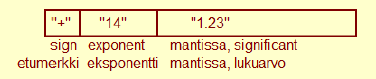 "+" "14" "1.23"
sign exponent mantissa, significant
etumerkki eksponentti mantissa, lukuarvo